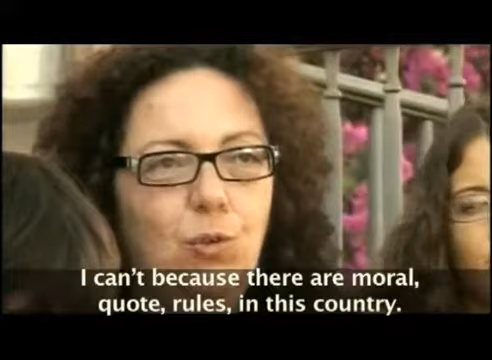 I can't because there are moral,
quote, rules, in this country.